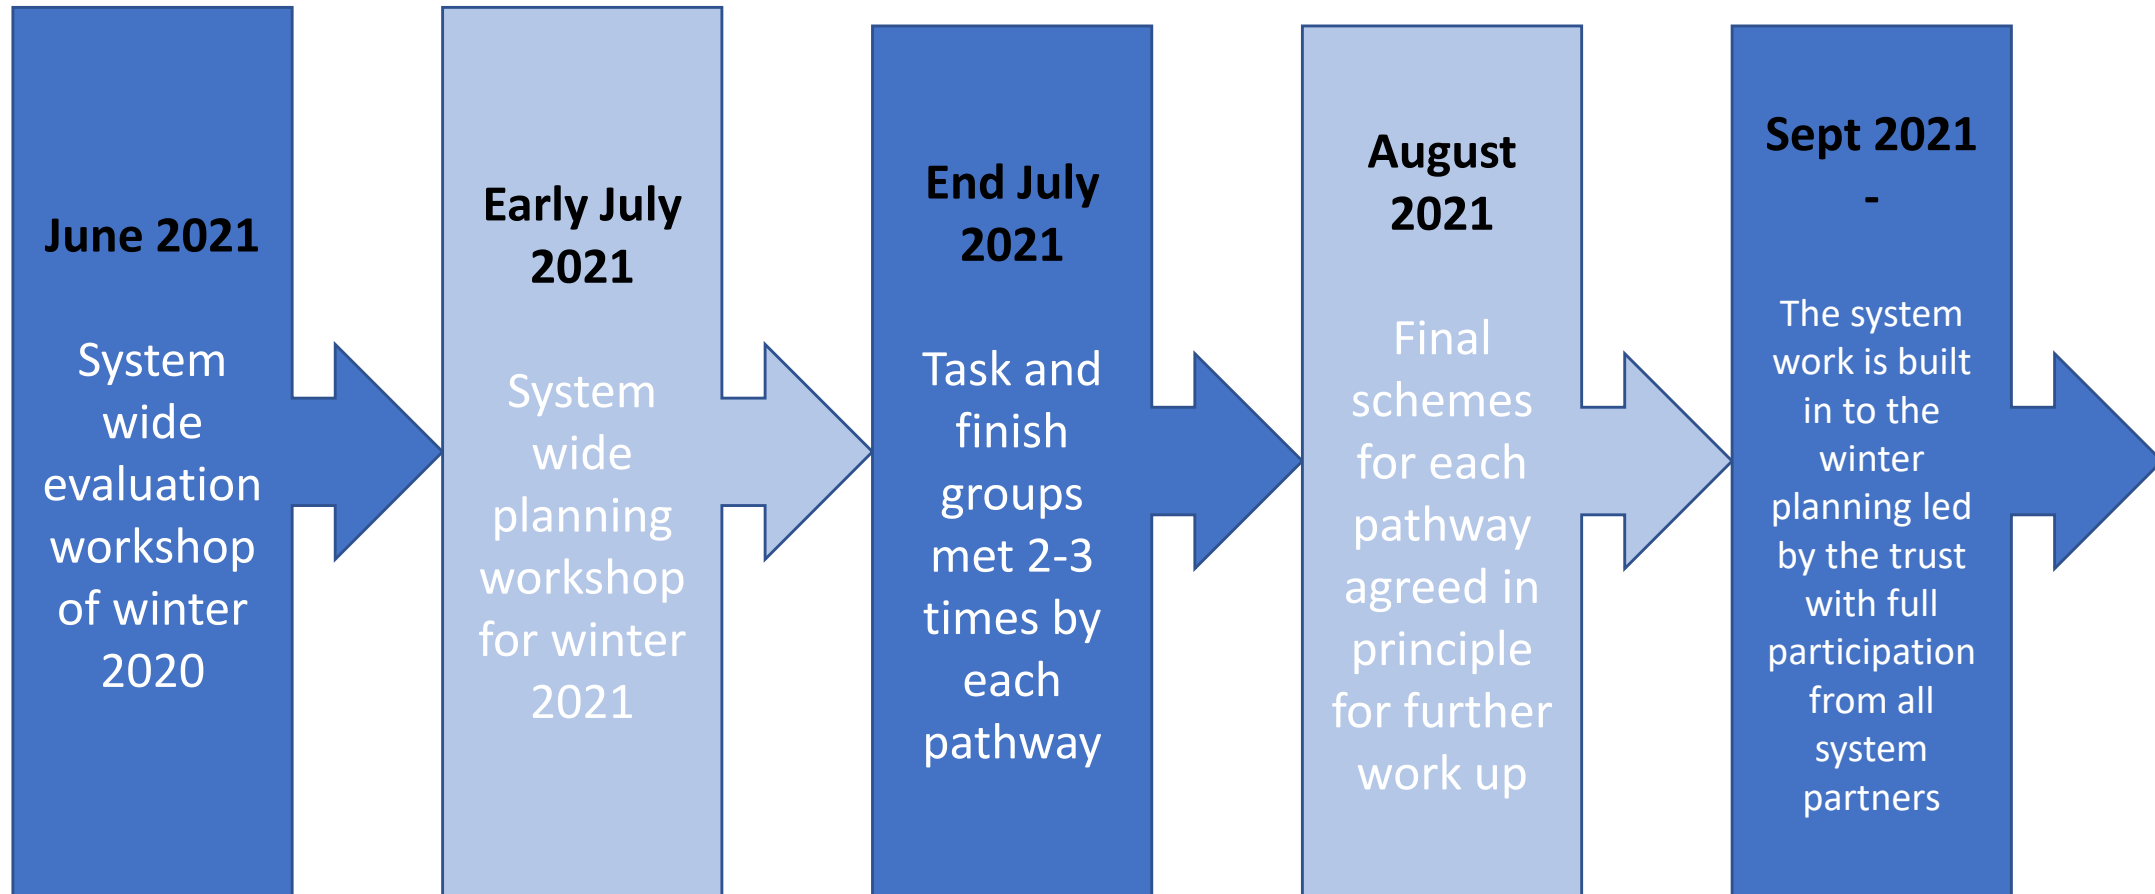 June 2021
System
wide
evaluation
workshop
of winter
2020
Early July
2021
System
wide
planning
workshop
for winter
2021
End July
2021
Task and
finish
groups
met 2-3
times by
each
pathway
August
2021
Final
schemes
for each
pathway
agreed in
principle
for further
work up
Sept 2021
-
The system
work is built
in to the
winter
planning led
by the trust
with full
participation
from all
system
partners